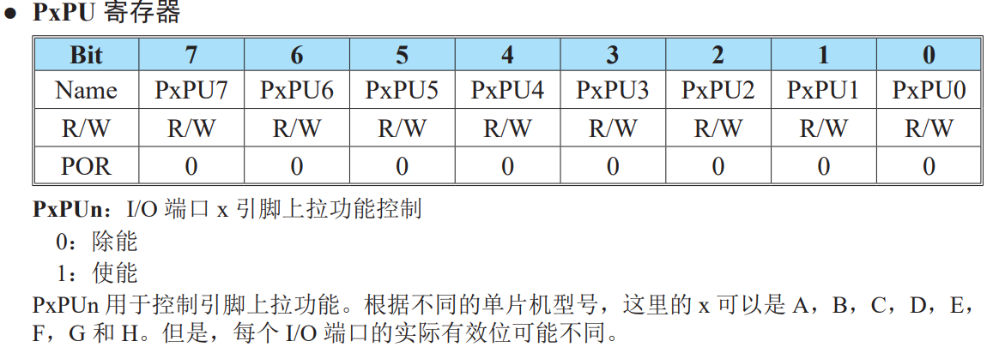 ● PxPU 寄存器
Bit 7 6 5 4 3 2 1 0
Name PxPU7 PxPU6 PxPU5 PxPU4 PxPU3 PxPU2 PxPU1 PxPU0
R/W R/W R/W R/W R/W R/W R/W R/W R/W
POR 0 0 0 0 0 0 0 0
PxPUn：I/O 端口 x 引脚上拉功能控制
0：除能
1：使能
PxPUn 用于控制引脚上拉功能。根据不同的单片机型号，这里的 x 可以是 A，B，C，D，E，
F，G 和 H。但是，每个 I/O 端口的实际有效位可能不同。